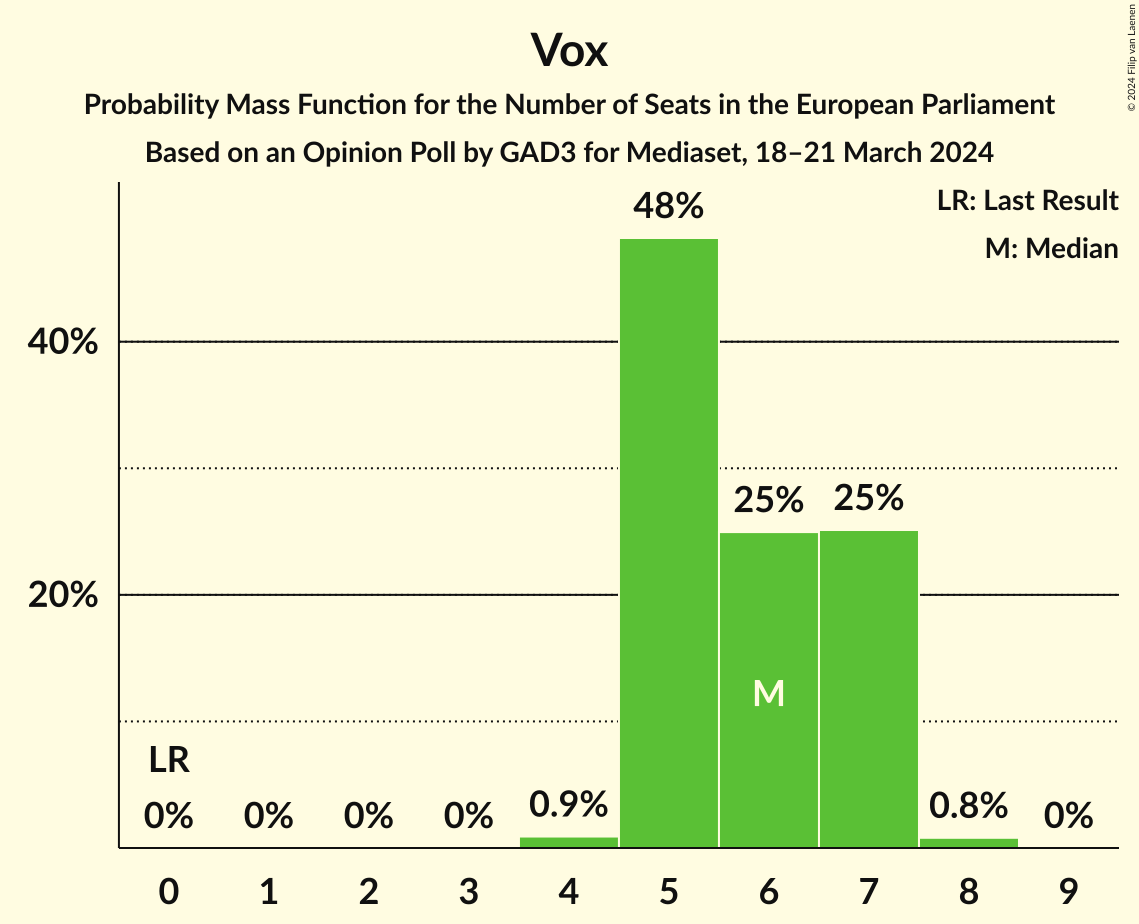 Vox
Probability Mass Function for the Number of Seats in the European Parliament
Based on an Opinion Poll by GAD3 for Mediaset, 18–21 March 2024
© 2024 Filip van Laenen
LR: Last Result
M: Median
48%
40%
25% 25%
20%
M
LR
0% 0% 0% 0% 0.9% 0.8% 0%
0 1 2 3 4 5 6 7 8 9